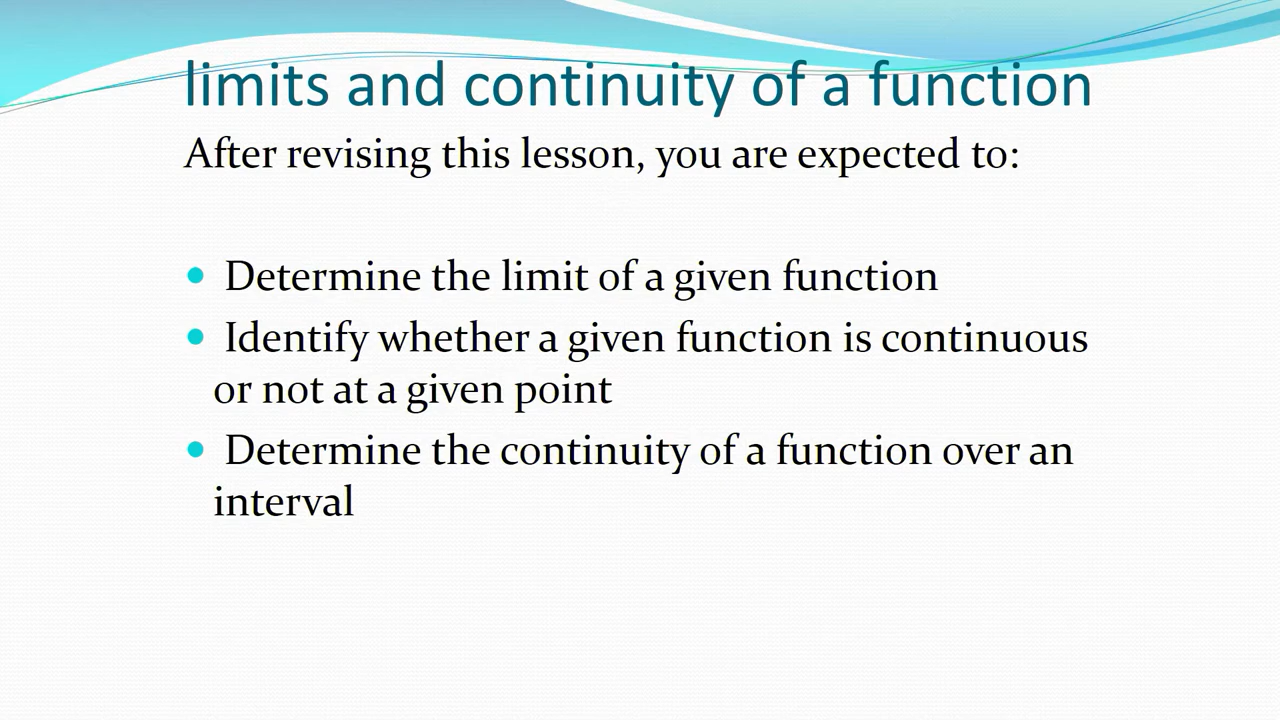 limits and continuity of a function
After revising this lesson, you are expected to:
• Determine the limit of a given function
• Identify whether a given function is continuous
or not at a given point
• Determine the continuity of a function over an
interval